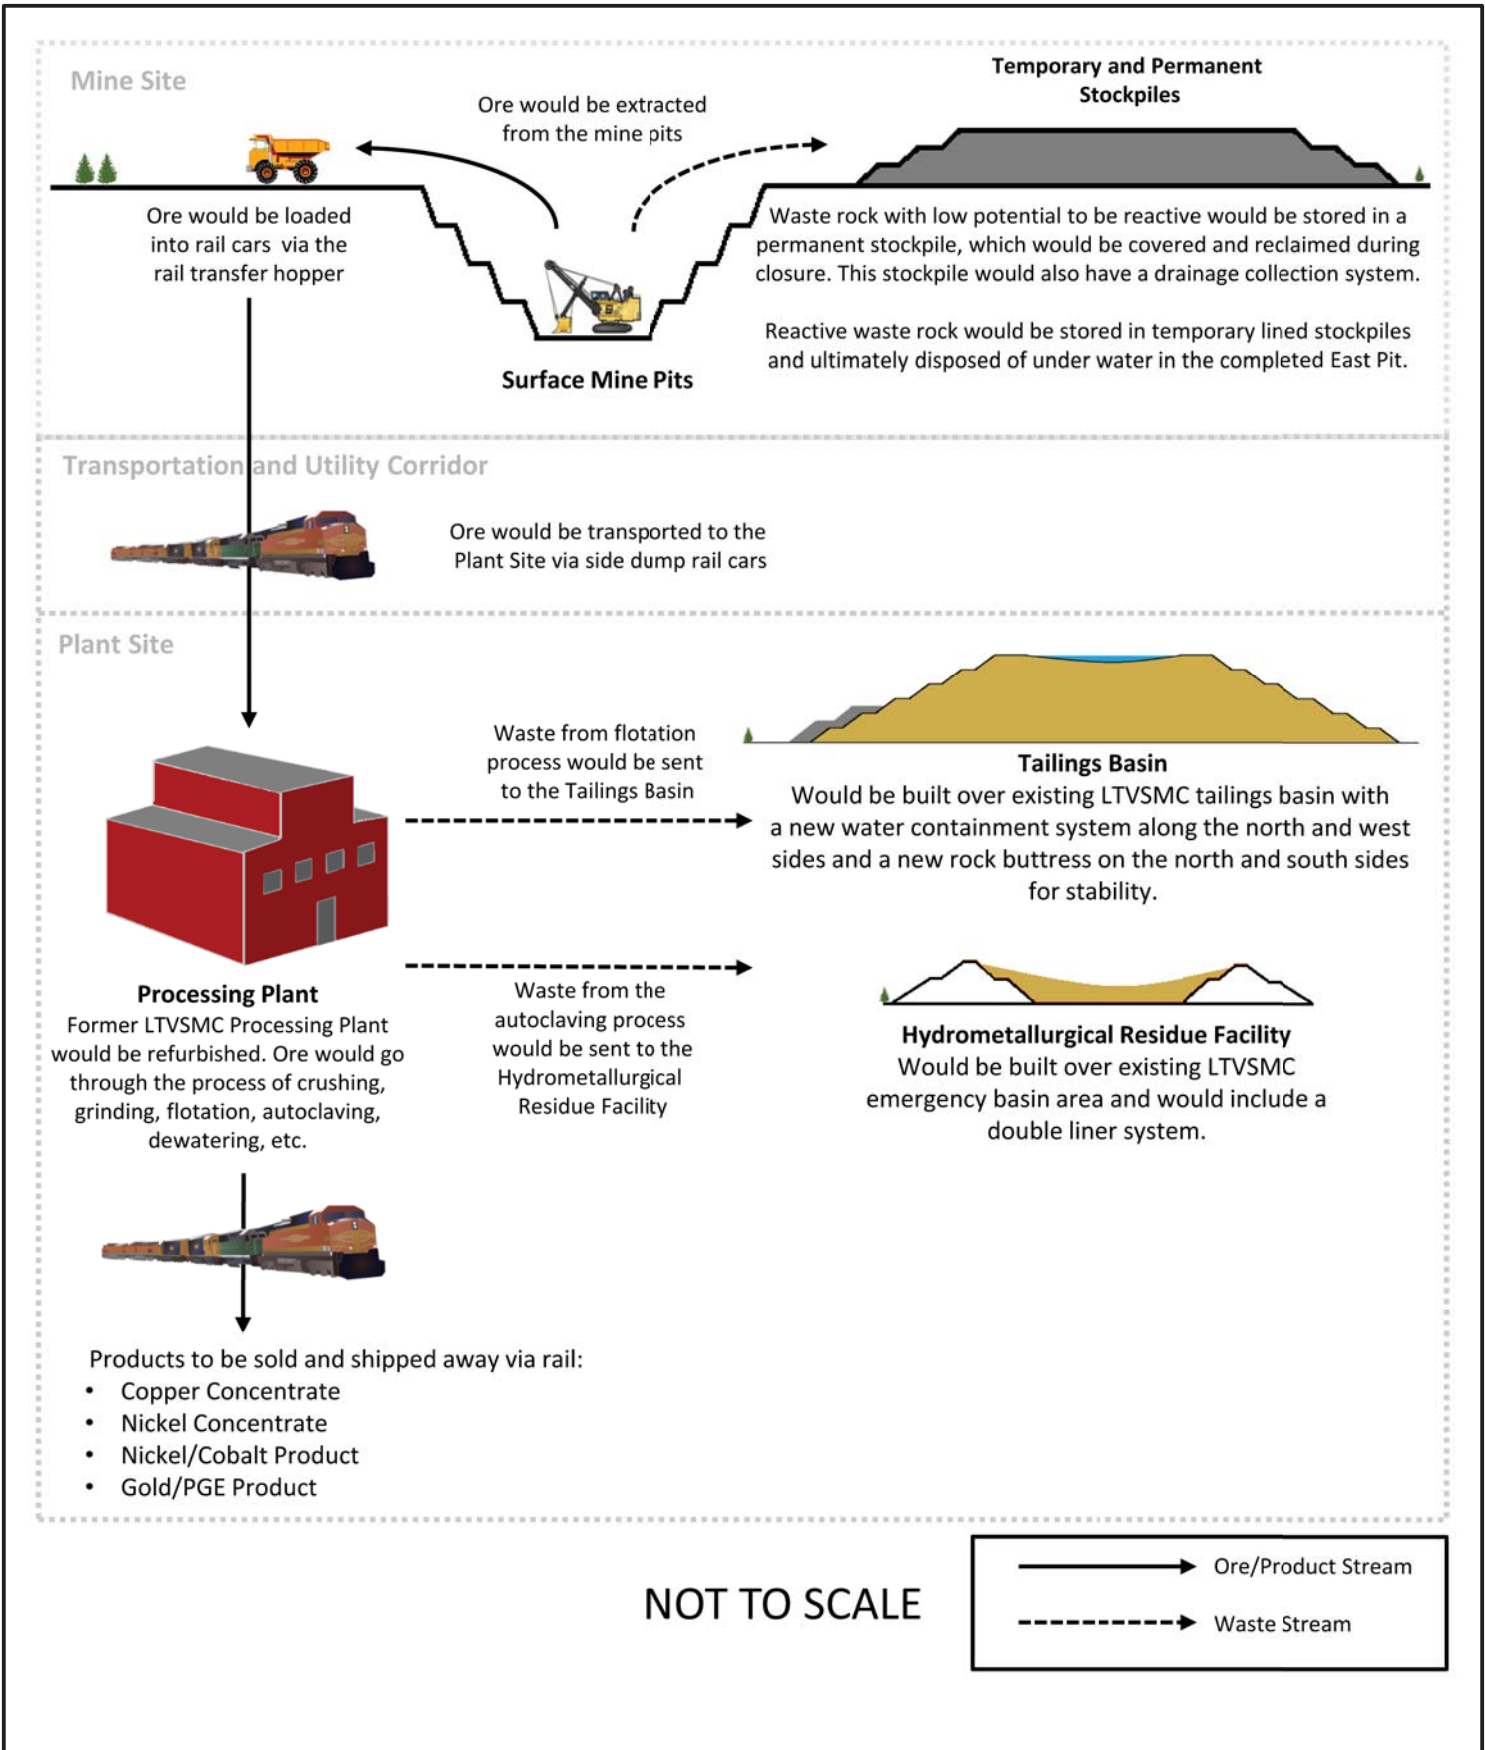 Mine Site
Temporary and Permanent
Stockpiles
Ore would be extracted
from the mine pits
Ore would be loaded
into rail cars via the
rail transfer hopper
Waste rock with low potential to be reactive would be stored in a
permanent stockpile, which would be covered and reclaimed during
closure. This stockpile would also have a drainage collection system.
Reactive waste rock would be stored in temporary lined stockpiles
and ultimately disposed of under water in the completed East Pit.
Surface Mine Pits
Transportation and Utility Corridor
Ore would be transported to the
Plant Site via side dump rail cars
Plant Site
Waste from flotation
process would be sent
to the Tailings Basin
Tailings Basin
Would be built over existing LTVSMC tailings basin with
a new water containment system along the north and west
sides and a new rock buttress on the north and south sides
for stability.
Processing Plant
Former LTVSMC Processing Plant
would be refurbished. Ore would go
through the process of crushing,
grinding, flotation, autoclaving,
dewatering, etc.
Waste from the
autoclaving process
would be sent to the
Hydrometallurgical
Residue Facility
Hydrometallurgical Residue Facility
Would be built over existing LTVSMC
emergency basin area and would include a
double liner system.
Products to be sold and shipped away via rail:
• Copper Concentrate
• Nickel Concentrate
• Nickel/Cobalt Product
• Gold/PGE Product
NOT TO SCALE
Ore/Product Stream
Waste Stream